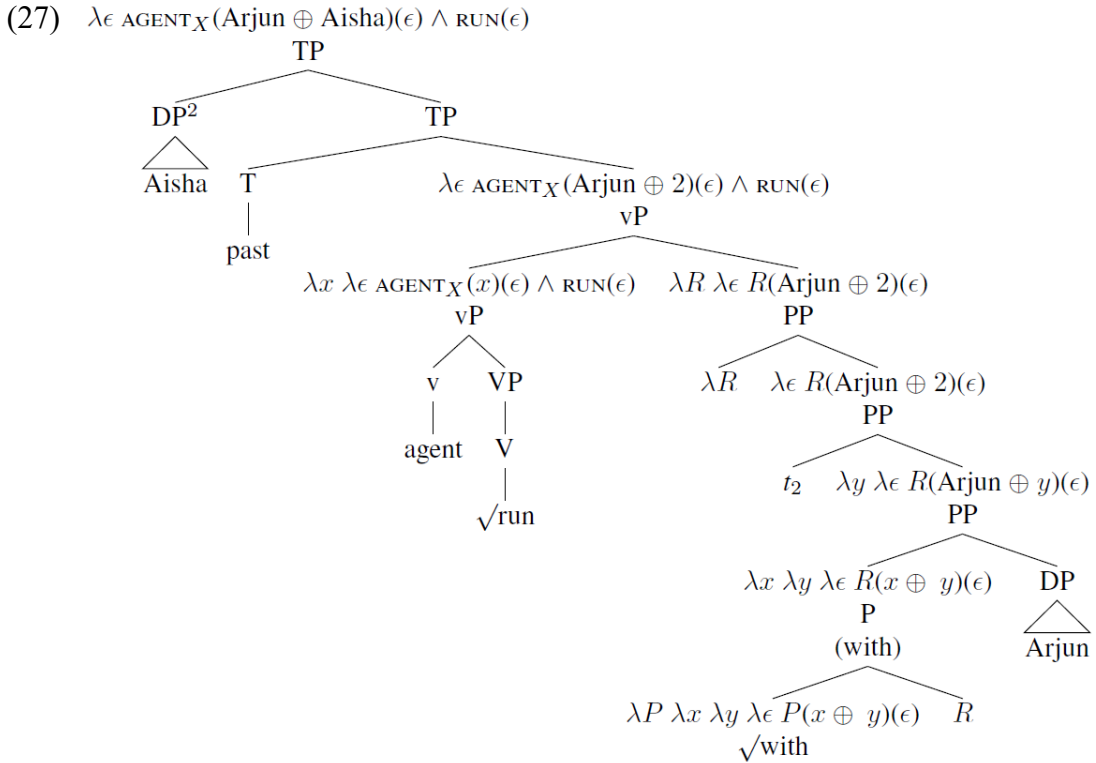 (27) λϵ AGENT_X(Arjun ⊕ Aisha)(ϵ) ∧ RUN(ϵ)
TP
DP² TP
Aisha T λϵ AGENT_X(Arjun ⊕ 2)(ϵ) ∧ RUN(ϵ)
vP
past
λx λϵ AGENT_X(x)(ϵ) ∧ RUN(ϵ) λR λϵ R(Arjun ⊕ 2)(ϵ)
vP PP
v VP λR λϵ R(Arjun ⊕ 2)(ϵ)
PP
agent V
t₂ λy λϵ R(Arjun ⊕ y)(ϵ)
√run PP
λx λy λϵ R(x ⊕ y)(ϵ) DP
P
(with) Arjun
λP λx λy λϵ P(x ⊕ y)(ϵ) R
√with